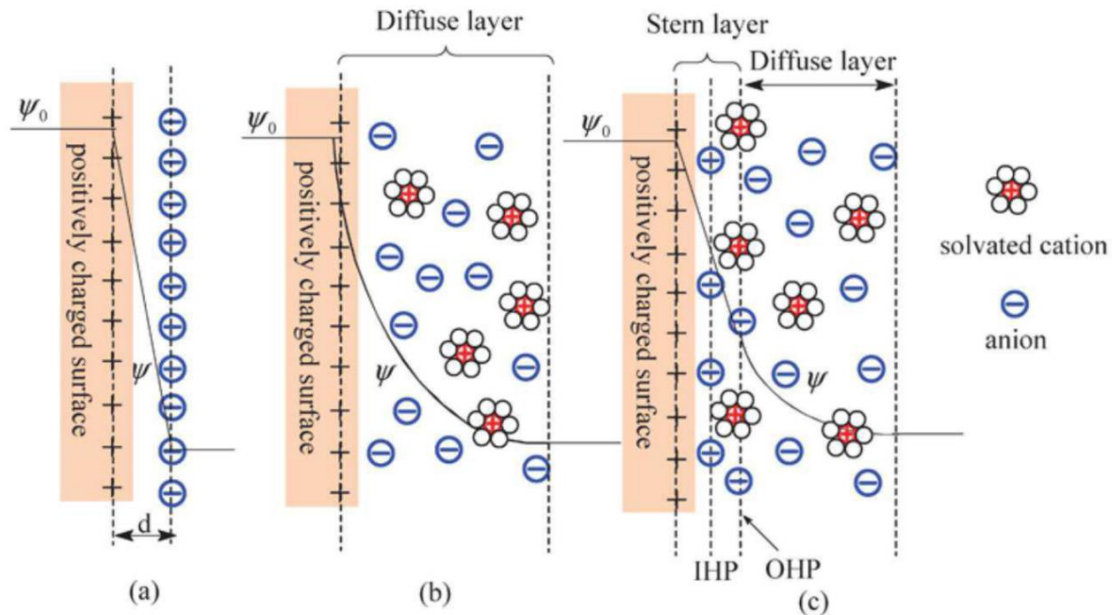 Diffuse layer
Stern layer
Diffuse layer
ψ₀
ψ₀
ψ₀
positively charged surface
positively charged surface
positively charged surface
ψ
ψ
ψ
solvated cation
anion
d
IHP
OHP
(a)
(b)
(c)